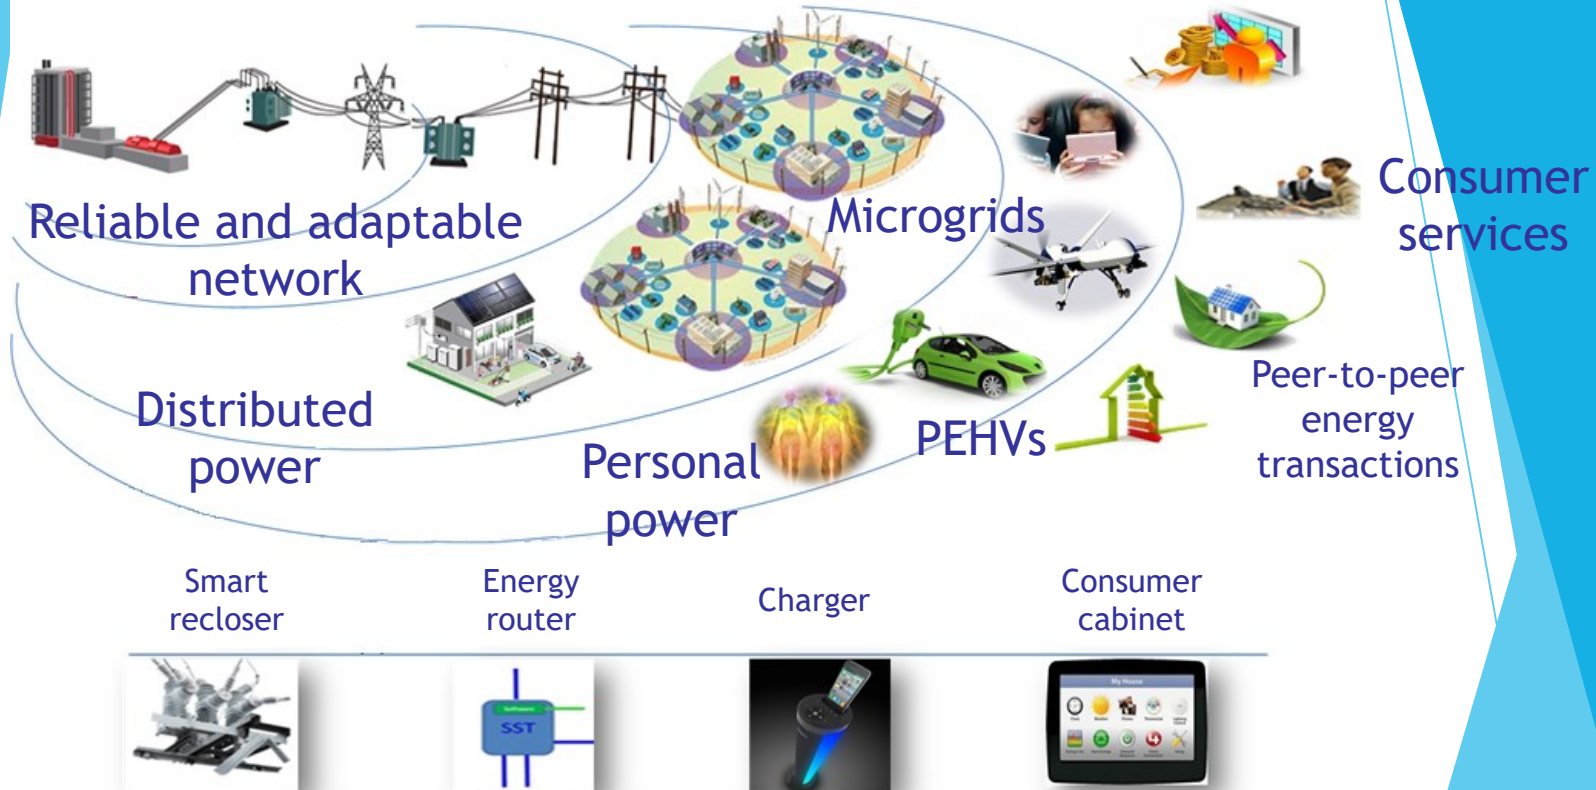 Reliable and adaptable
network
Microgrids
Consumer
services
Distributed
power
Personal
power
PEHVs
Peer-to-peer
energy
transactions
Smart
recloser
Energy
router
Charger
Consumer
cabinet
SST
My House